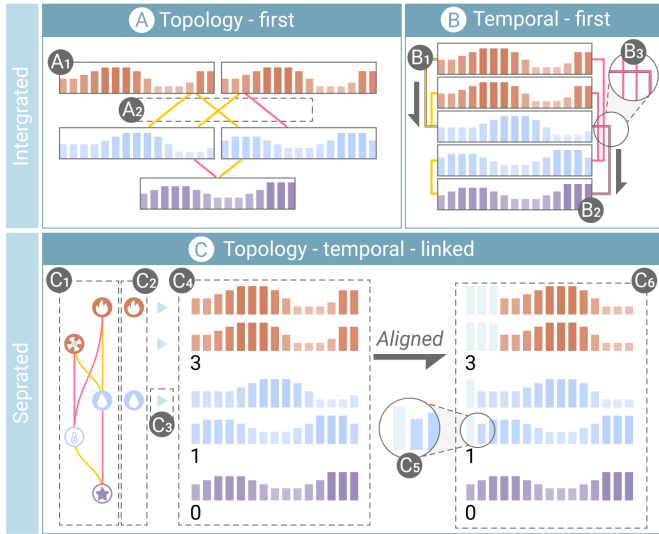 A Topology - first
B Temporal - first
Intergrated
A1
A2
B1
B3
B2
C Topology - temporal - linked
Seprated
C1
C2
C4
C6
Aligned
3
3
C3
C5
1
1
0
0